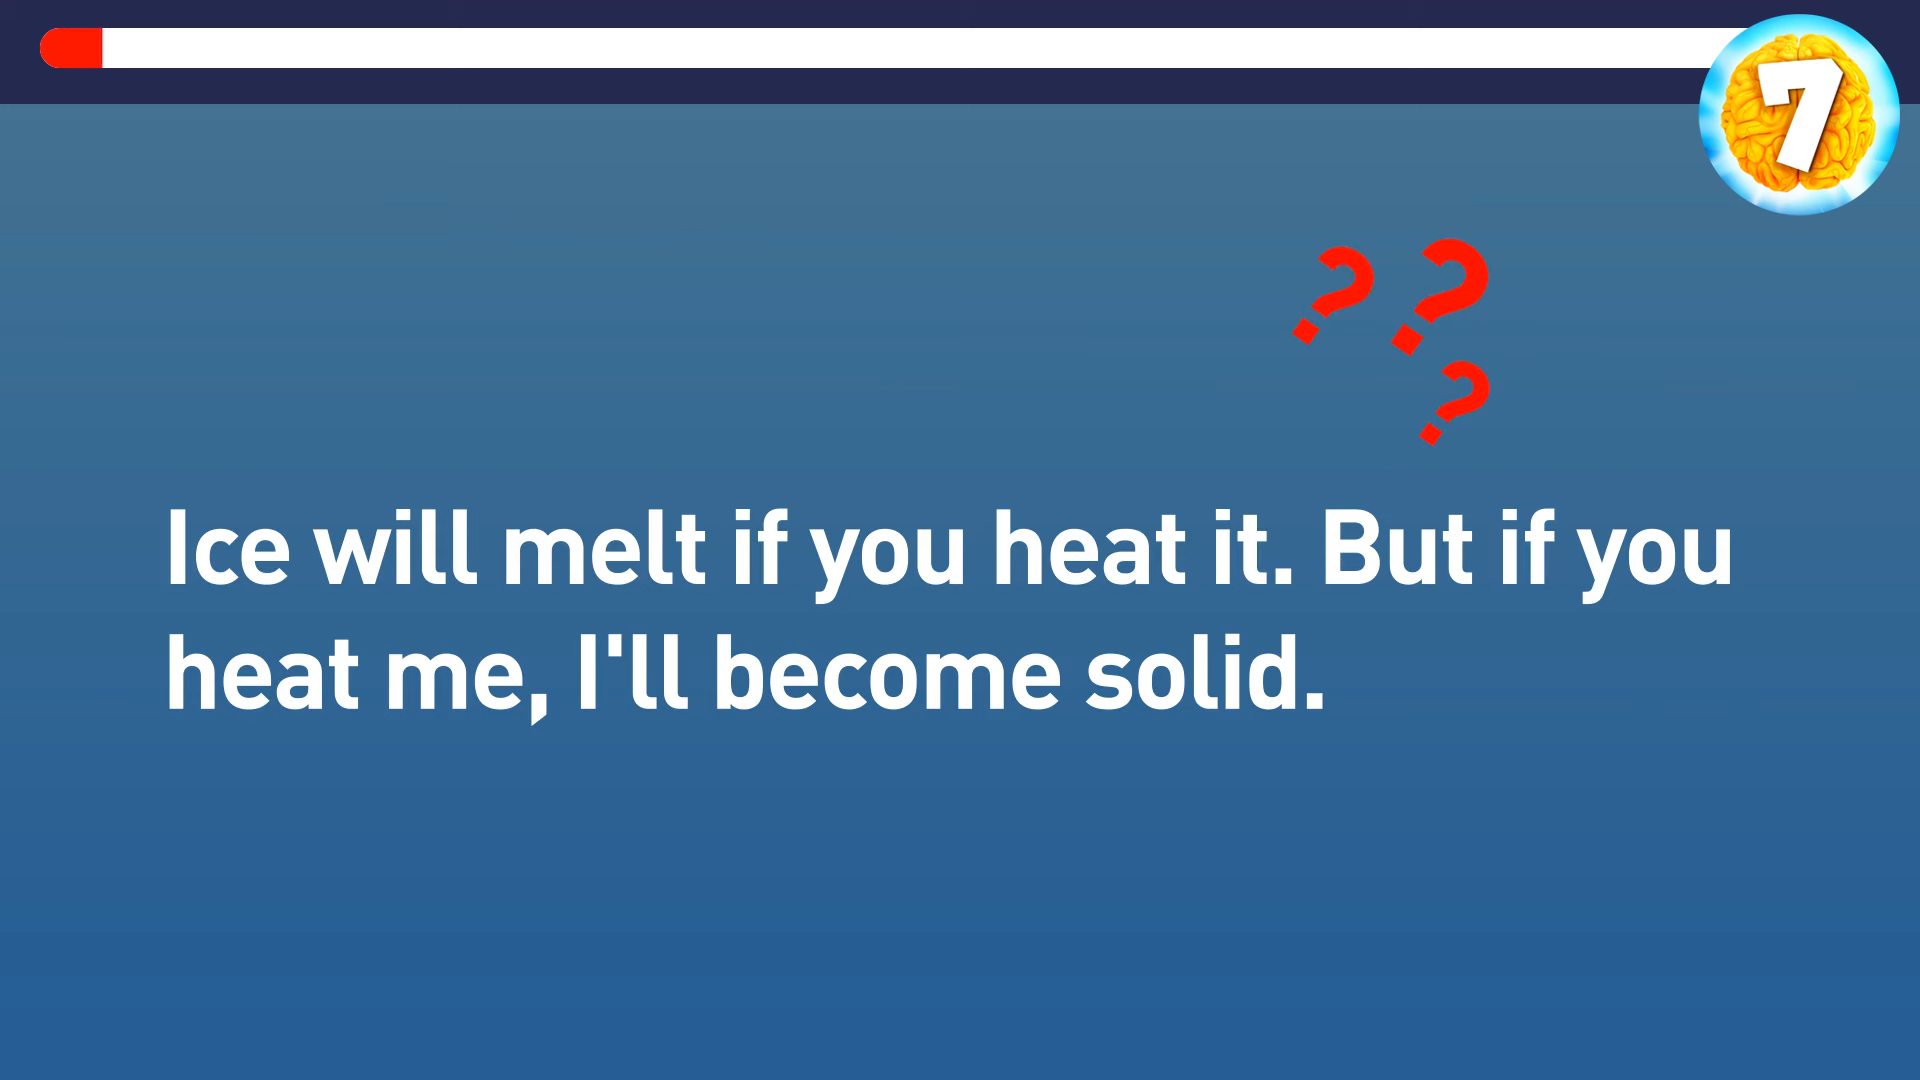 7
? ?
?
Ice will melt if you heat it. But if you
heat me, I'll become solid.